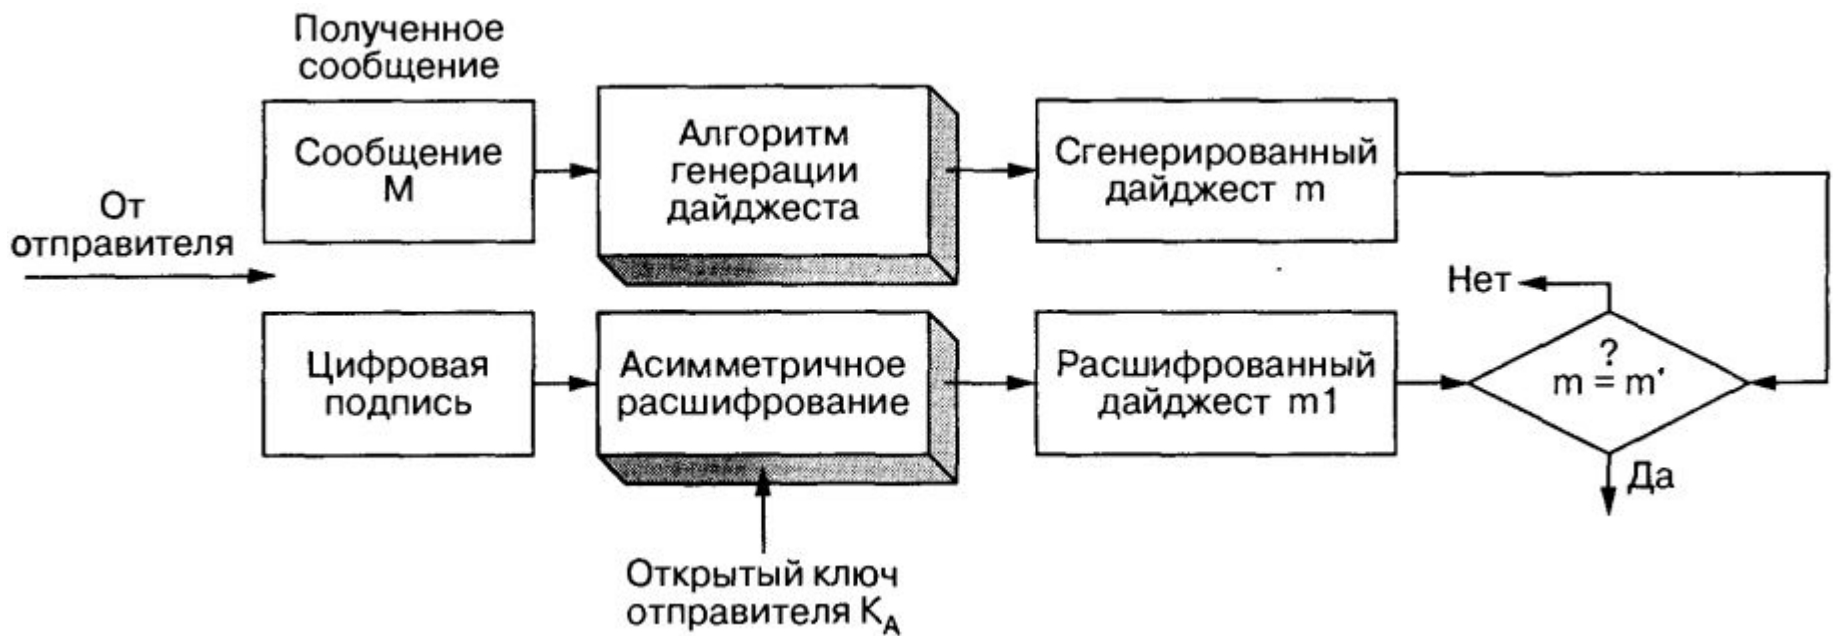 Полученное
сообщение
Сообщение
М
Алгоритм
генерации
дайджеста
Сгенерированный
дайджест m
От
отправителя
Нет
Цифровая
подпись
Асимметричное
расшифрование
Расшифрованный
дайджест m1
?
m = m'
Да
Открытый ключ
отправителя KA